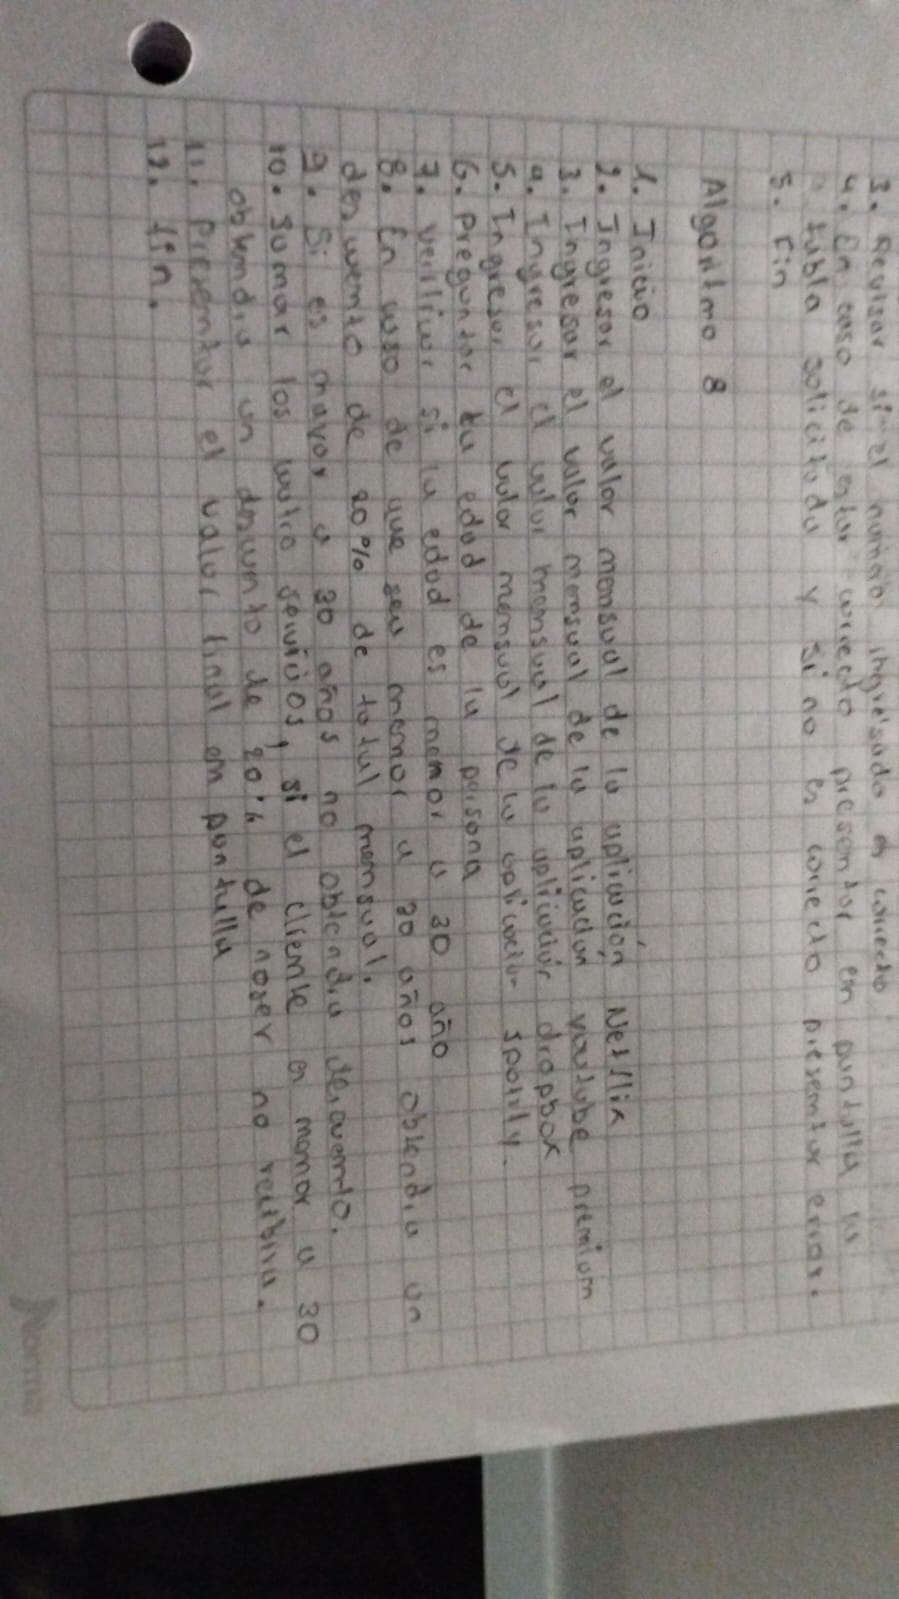 3. Revisar si el numero ingresado es correcto
4. En caso de estar correcto presentar en pantalla la
tabla solicitada y si no es correcto presentar error.
5. Fin
Algoritmo 8
1. Inicio
2. Ingresar el valor mensual de la aplicación Netflix
3. Ingresar el valor mensual de la aplicacion youtube premium
4. Ingresar el valor mensual de la aplicacion dropbox
5. Ingresar el valor mensual de la aplicacion spotify.
6. Preguntar la edad de la persona
7. verificar si la edad es menor a 30 año
8. En caso de que sea menor a 30 años obtendra un
descuento de 20% de total mensual.
9. Si es mayor a 30 años no obtendra descuento.
10. Sumar los cuatro servicios, si el cliente es menor a 30
obtendra un descuento de 20% de noser no recibira.
11. Presentar el valor final en pantalla
12. fin.
Norma